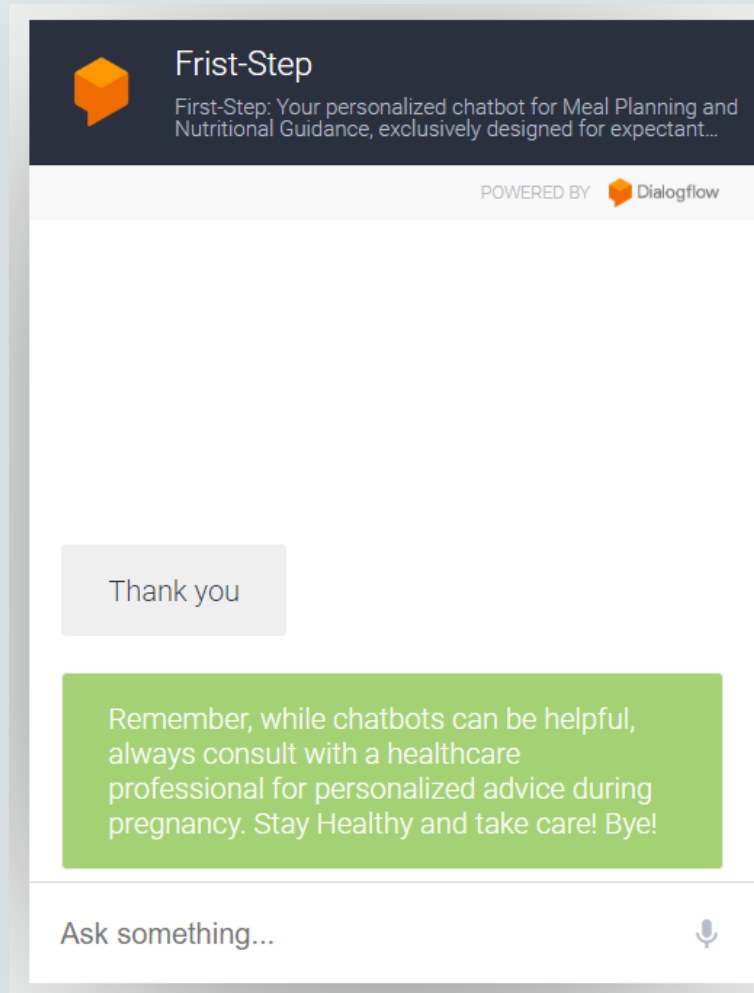 Frist-Step
First-Step: Your personalized chatbot for Meal Planning and
Nutritional Guidance, exclusively designed for expectant...
POWERED BY Dialogflow
Thank you
Remember, while chatbots can be helpful,
always consult with a healthcare
professional for personalized advice during
pregnancy. Stay Healthy and take care! Bye!
Ask something...